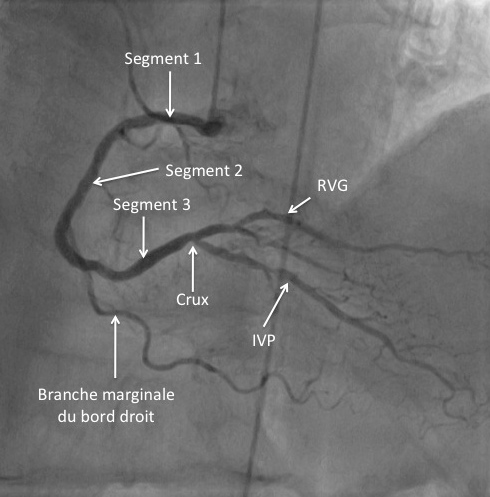 Segment 1
Segment 2
RVG
Segment 3
Crux
IVP
Branche marginale
du bord droit